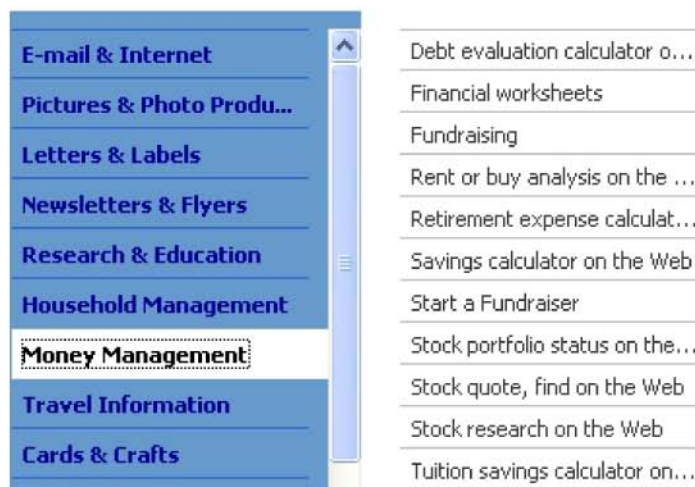 E-mail & Internet
Pictures & Photo Produ...
Letters & Labels
Newsletters & Flyers
Research & Education
Household Management
Money Management
Travel Information
Cards & Crafts
Debt evaluation calculator o...
Financial worksheets
Fundraising
Rent or buy analysis on the ...
Retirement expense calculat...
Savings calculator on the Web
Start a Fundraiser
Stock portfolio status on the...
Stock quote, find on the Web
Stock research on the Web
Tuition savings calculator on...